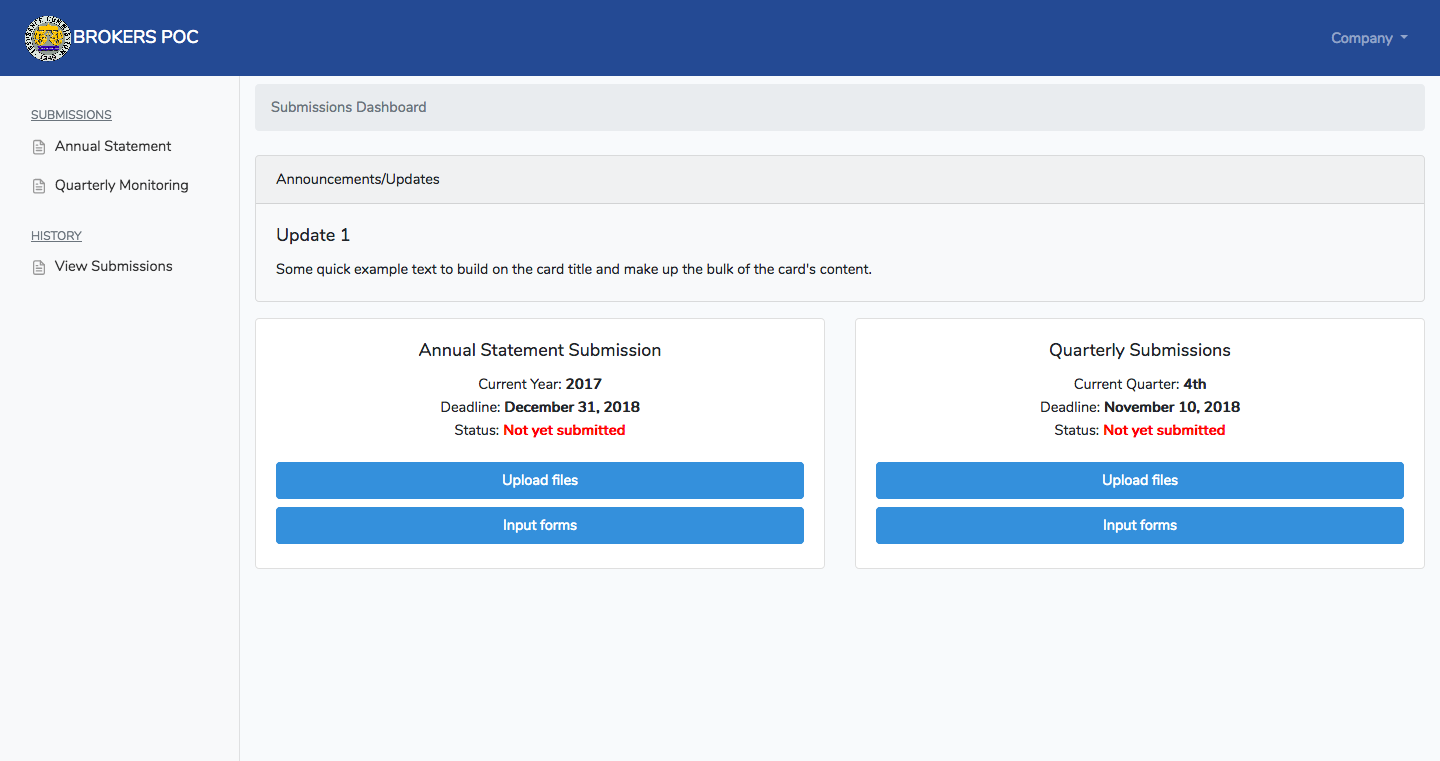 BROKERS POC
Company
SUBMISSIONS
Annual Statement
Quarterly Monitoring
HISTORY
View Submissions
Submissions Dashboard
Announcements/Updates
Update 1
Some quick example text to build on the card title and make up the bulk of the card's content.
Annual Statement Submission
Current Year: 2017
Deadline: December 31, 2018
Status: Not yet submitted
Upload files
Input forms
Quarterly Submissions
Current Quarter: 4th
Deadline: November 10, 2018
Status: Not yet submitted
Upload files
Input forms